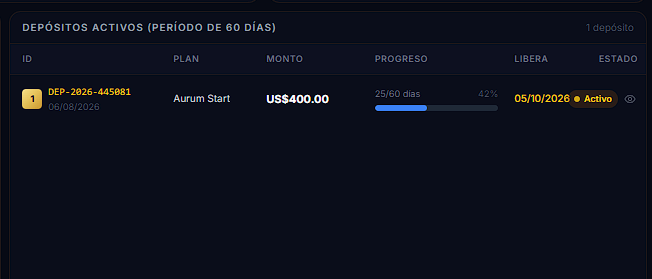 DEPÓSITOS ACTIVOS (PERÍODO DE 60 DÍAS)
1 depósito
ID PLAN MONTO PROGRESO LIBERA ESTADO
1 DEP-2026-445081 Aurum Start US$400.00 25/60 días 42% 05/10/2026 Activo
06/08/2026